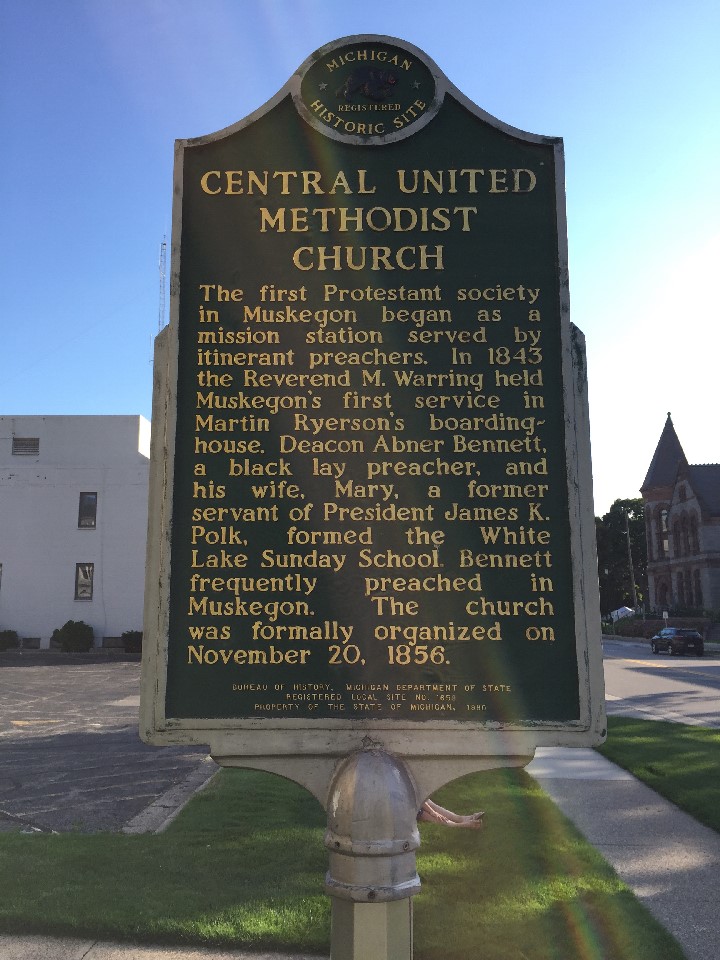 MICHIGAN
REGISTERED
HISTORIC SITE
CENTRAL UNITED
METHODIST
CHURCH
The first Protestant society
in Muskegon began as a
mission station served by
itinerant preachers. In 1843
the Reverend M. Warring held
Muskegon's first service in
Martin Ryerson's boarding-
house. Deacon Abner Bennett,
a black lay preacher, and
his wife, Mary, a former
servant of President James K.
Polk, formed the White
Lake Sunday School. Bennett
frequently preached in
Muskegon. The church
was formally organized on
November 20, 1856.
BUREAU OF HISTORY, MICHIGAN DEPARTMENT OF STATE
REGISTERED LOCAL SITE NO.
PROPERTY OF THE STATE OF MICHIGAN,